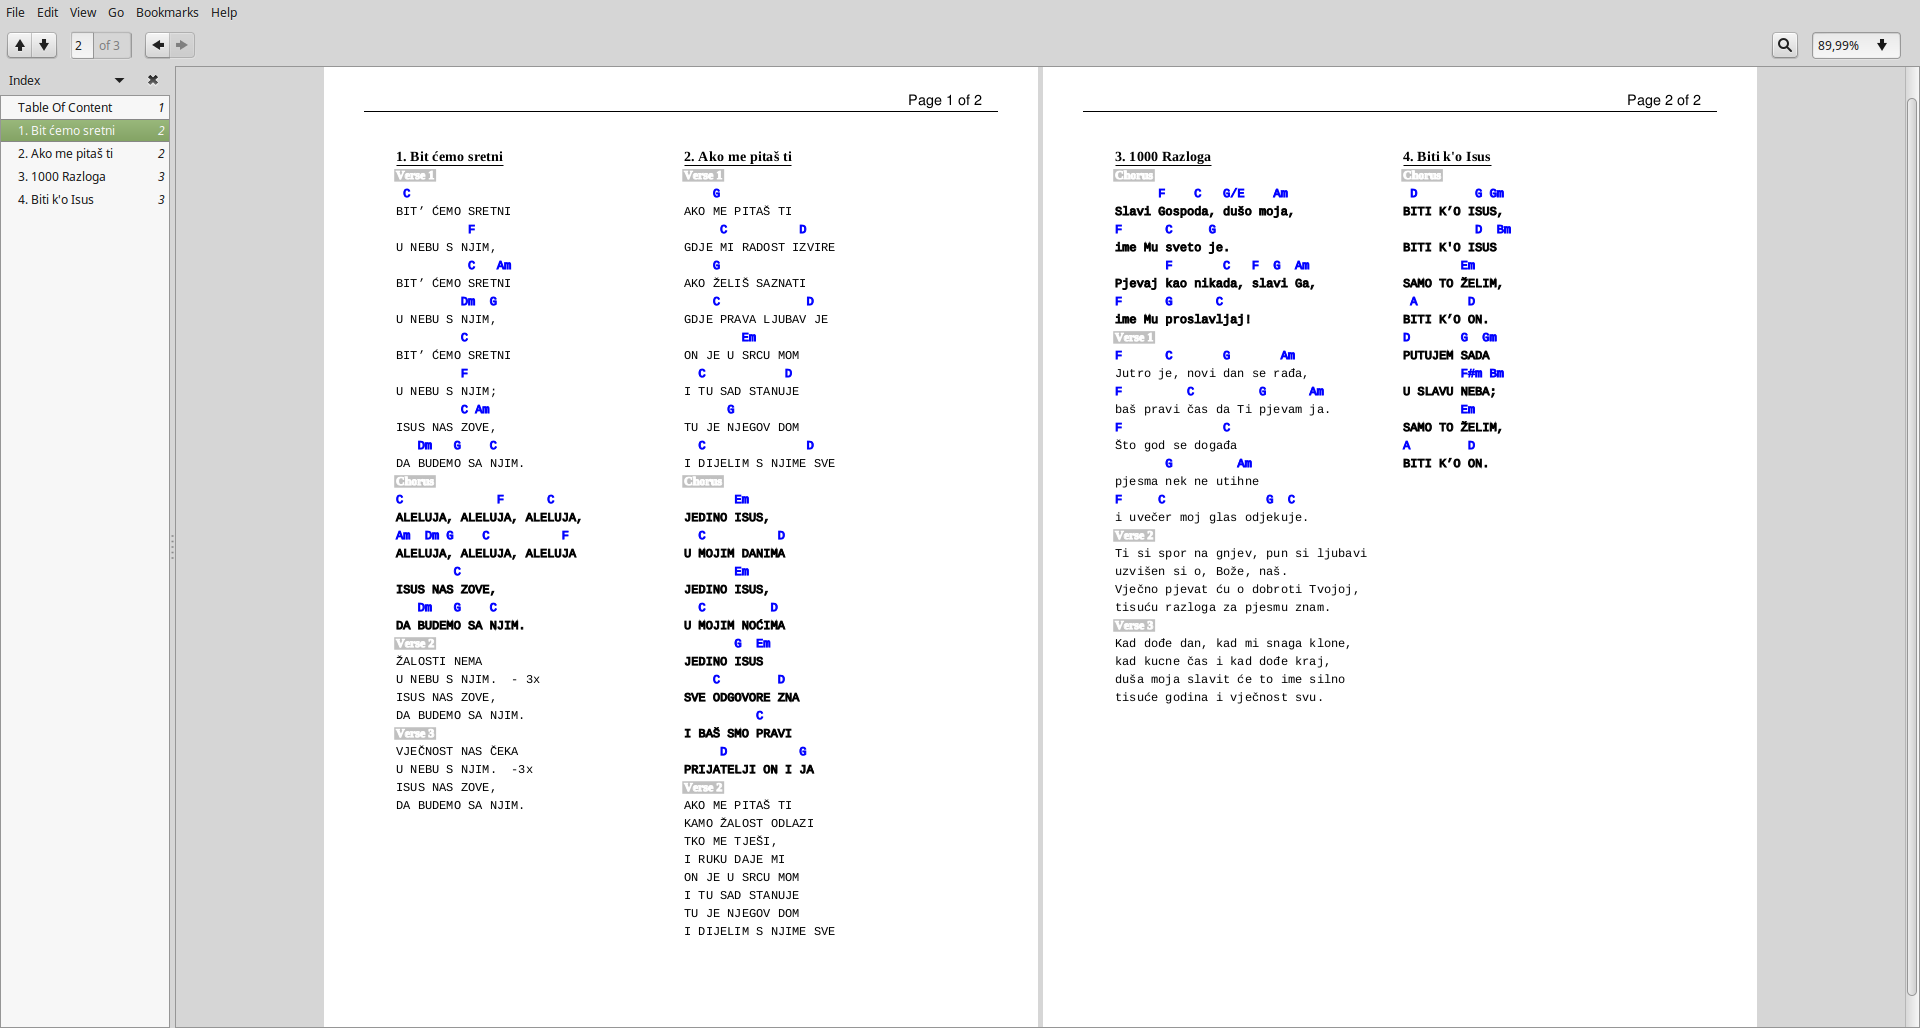 File Edit View Go Bookmarks Help
2 of 3
89,99%
Index
Table Of Content 1
1. Bit ćemo sretni 2
2. Ako me pitaš ti 2
3. 1000 Razloga 3
4. Biti k'o Isus 3
Page 1 of 2
1. Bit ćemo sretni
Verse 1
C
BIT’ ĆEMO SRETNI
F
U NEBU S NJIM,
C Am
BIT’ ĆEMO SRETNI
Dm G
U NEBU S NJIM,
C
BIT’ ĆEMO SRETNI
F
U NEBU S NJIM;
C Am
ISUS NAS ZOVE,
Dm G C
DA BUDEMO SA NJIM.
Chorus
C F C
ALELUJA, ALELUJA, ALELUJA,
Am Dm G C F
ALELUJA, ALELUJA, ALELUJA
C
ISUS NAS ZOVE,
Dm G C
DA BUDEMO SA NJIM.
Verse 2
ŽALOSTI NEMA
U NEBU S NJIM. - 3x
ISUS NAS ZOVE,
DA BUDEMO SA NJIM.
Verse 3
VJEČNOST NAS ČEKA
U NEBU S NJIM. -3x
ISUS NAS ZOVE,
DA BUDEMO SA NJIM.
2. Ako me pitaš ti
Verse 1
G
AKO ME PITAŠ TI
C D
GDJE MI RADOST IZVIRE
G
AKO ŽELIŠ SAZNATI
C D
GDJE PRAVA LJUBAV JE
Em
ON JE U SRCU MOM
C D
I TU SAD STANUJE
G
TU JE NJEGOV DOM
C D
I DIJELIM S NJIME SVE
Chorus
Em
JEDINO ISUS,
C D
U MOJIM DANIMA
Em
JEDINO ISUS,
C D
U MOJIM NOĆIMA
G Em
JEDINO ISUS
C D
SVE ODGOVORE ZNA
C
I BAŠ SMO PRAVI
D G
PRIJATELJI ON I JA
Verse 2
AKO ME PITAŠ TI
KAMO ŽALOST ODLAZI
TKO ME TJEŠI,
I RUKU DAJE MI
ON JE U SRCU MOM
I TU SAD STANUJE
TU JE NJEGOV DOM
I DIJELIM S NJIME SVE
Page 2 of 2
3. 1000 Razloga
Chorus
F C G/E Am
Slavi Gospoda, dušo moja,
F C G
ime Mu sveto je.
F C F G Am
Pjevaj kao nikada, slavi Ga,
F G C
ime Mu proslavljaj!
Verse 1
F C G Am
Jutro je, novi dan se rađa,
F C G Am
baš pravi čas da Ti pjevam ja.
F C
Što god se događa
G Am
pjesma nek ne utihne
F C G C
i uvečer moj glas odjekuje.
Verse 2
Ti si spor na gnjev, pun si ljubavi
uzvišen si o, Bože, naš.
Vječno pjevat ću o dobroti Tvojoj,
tisuću razloga za pjesmu znam.
Verse 3
Kad dođe dan, kad mi snaga klone,
kad kucne čas i kad dođe kraj,
duša moja slavit će to ime silno
tisuće godina i vječnost svu.
4. Biti k'o Isus
Chorus
D G Gm
BITI K’O ISUS,
D Bm
BITI K'O ISUS
Em
SAMO TO ŽELIM,
A D
BITI K’O ON.
D G Gm
PUTUJEM SADA
F#m Bm
U SLAVU NEBA;
Em
SAMO TO ŽELIM,
A D
BITI K’O ON.